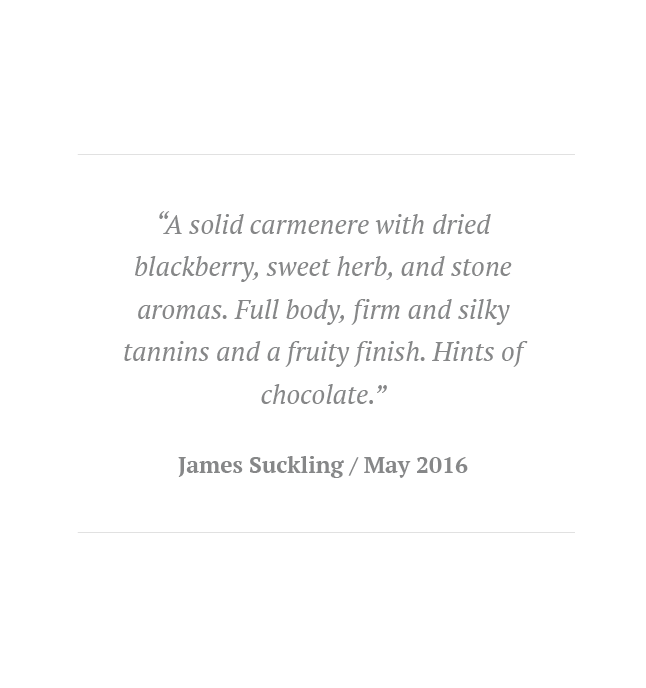 “A solid carmenere with dried
blackberry, sweet herb, and stone
aromas. Full body, firm and silky
tannins and a fruity finish. Hints of
chocolate.”
James Suckling / May 2016